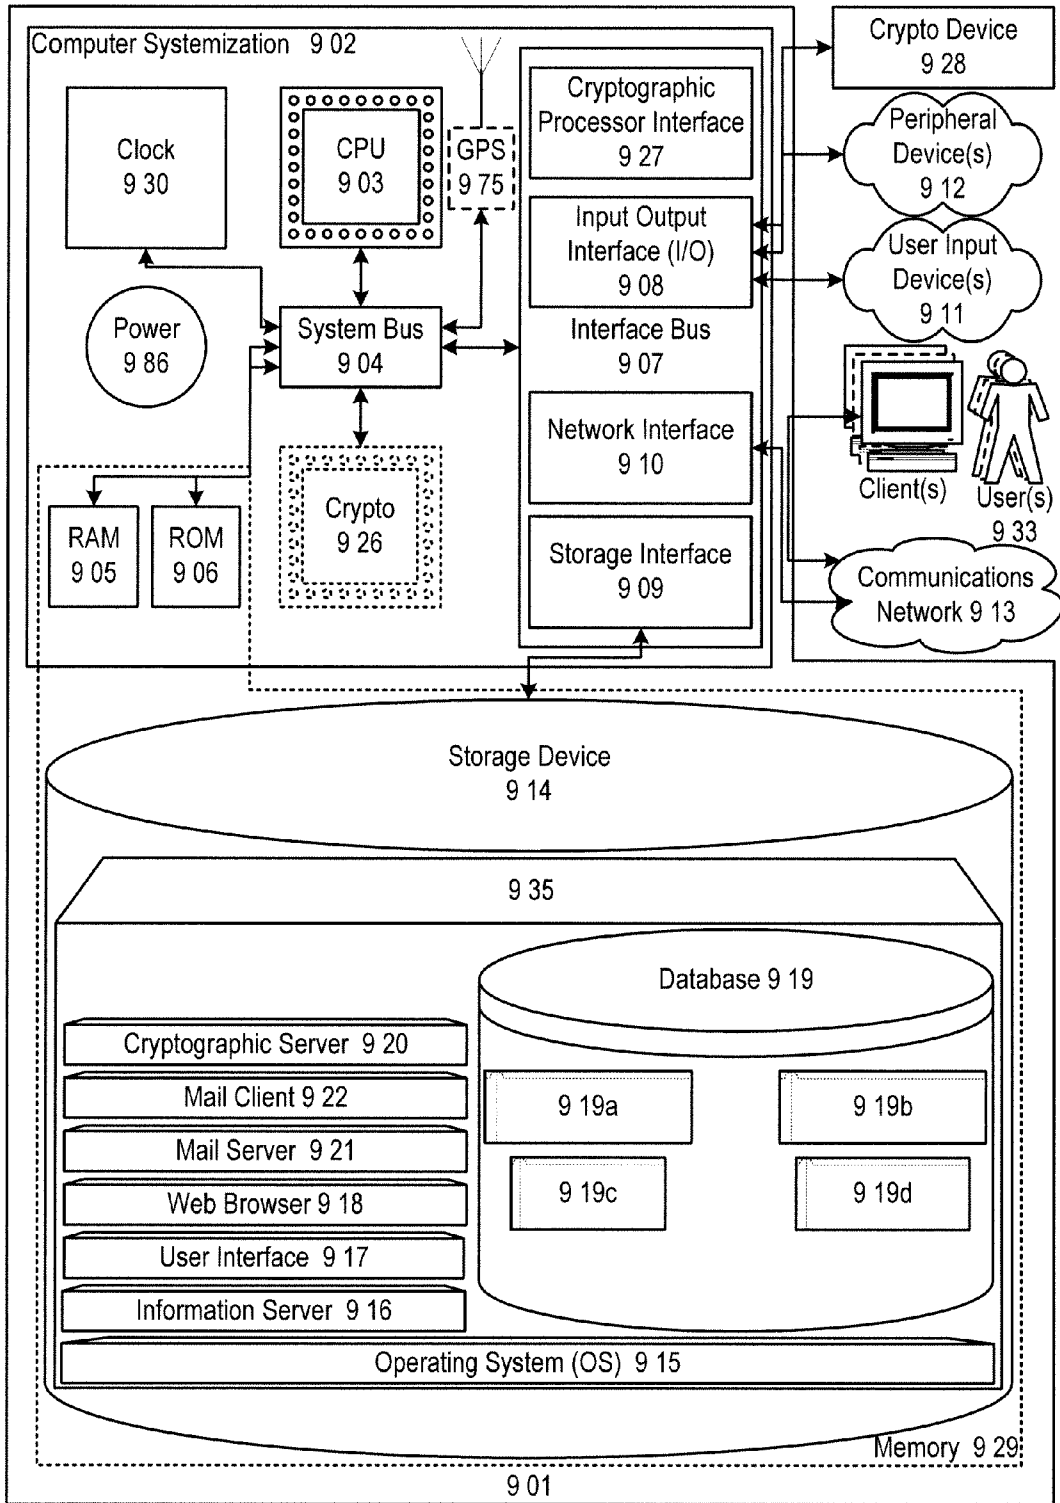 Computer Systemization 9 02
Clock
9 30
CPU
9 03
GPS
9 75
Cryptographic
Processor Interface
9 27
Crypto Device
9 28
Peripheral
Device(s)
9 12
Input Output
Interface (I/O)
9 08
User Input
Device(s)
9 11
Power
9 86
System Bus
9 04
Interface Bus
9 07
Network Interface
9 10
Client(s)
User(s)
9 33
Crypto
9 26
RAM
9 05
ROM
9 06
Storage Interface
9 09
Communications
Network 9 13
Storage Device
9 14
9 35
Database 9 19
Cryptographic Server 9 20
Mail Client 9 22
Mail Server 9 21
Web Browser 9 18
User Interface 9 17
Information Server 9 16
9 19a
9 19b
9 19c
9 19d
Operating System (OS) 9 15
Memory 9 29
9 01